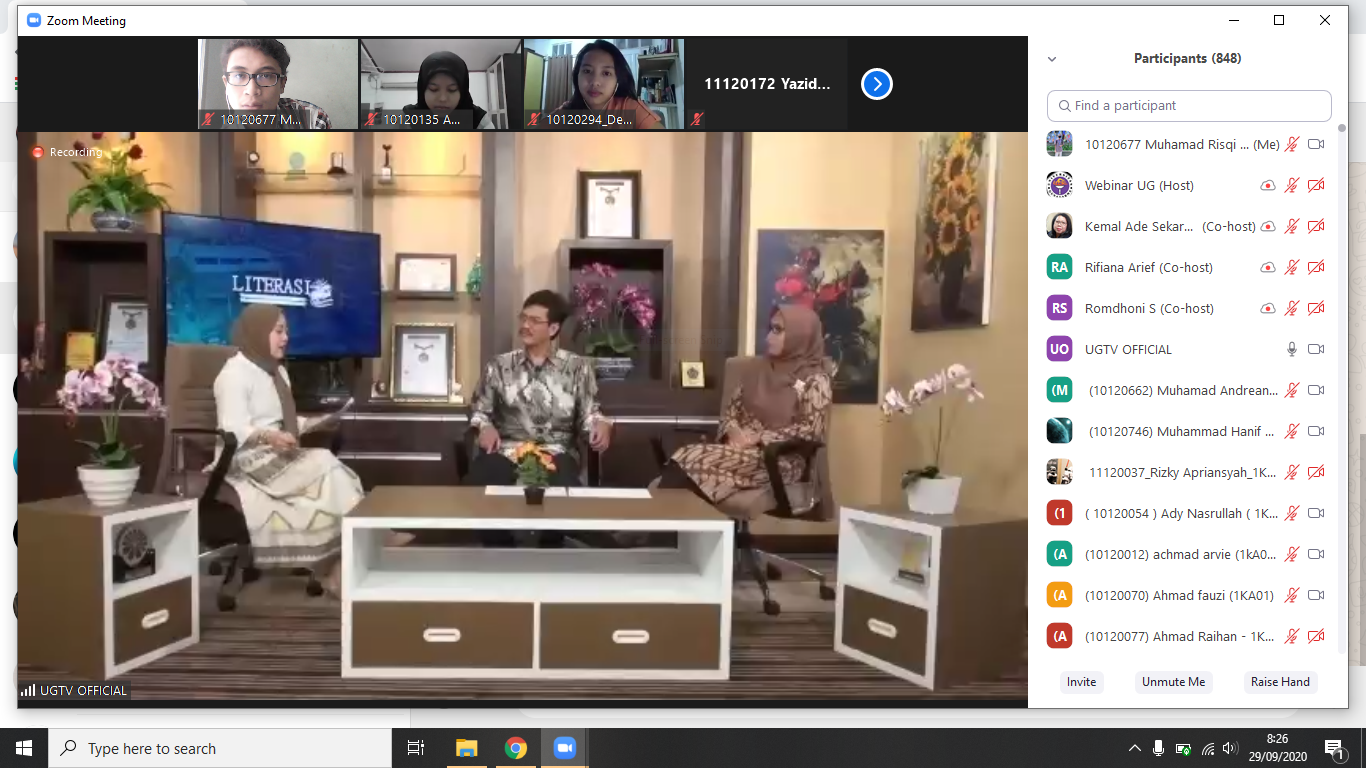 Zoom Meeting
10120677 M...
10120135 A...
10120294_De...
11120172 Yazid...
Recording
LITERASI
UGTV OFFICIAL
Participants (848)
Find a participant
10120677 Muhamad Risqi ... (Me)
Webinar UG (Host)
Kemal Ade Sekar... (Co-host)
RA Rifiana Arief (Co-host)
RS Romdhoni S (Co-host)
UO UGTV OFFICIAL
(M (10120662) Muhamad Andrean...
(10120746) Muhammad Hanif ...
11120037_Rizky Apriansyah_1K...
(1 ( 10120054 ) Ady Nasrullah ( 1K...
(A (10120012) achmad arvie (1kA0...
(A (10120070) Ahmad fauzi (1KA01)
(A (10120077) Ahmad Raihan - 1K...
Invite Unmute Me Raise Hand
Type here to search
8:26
29/09/2020
1